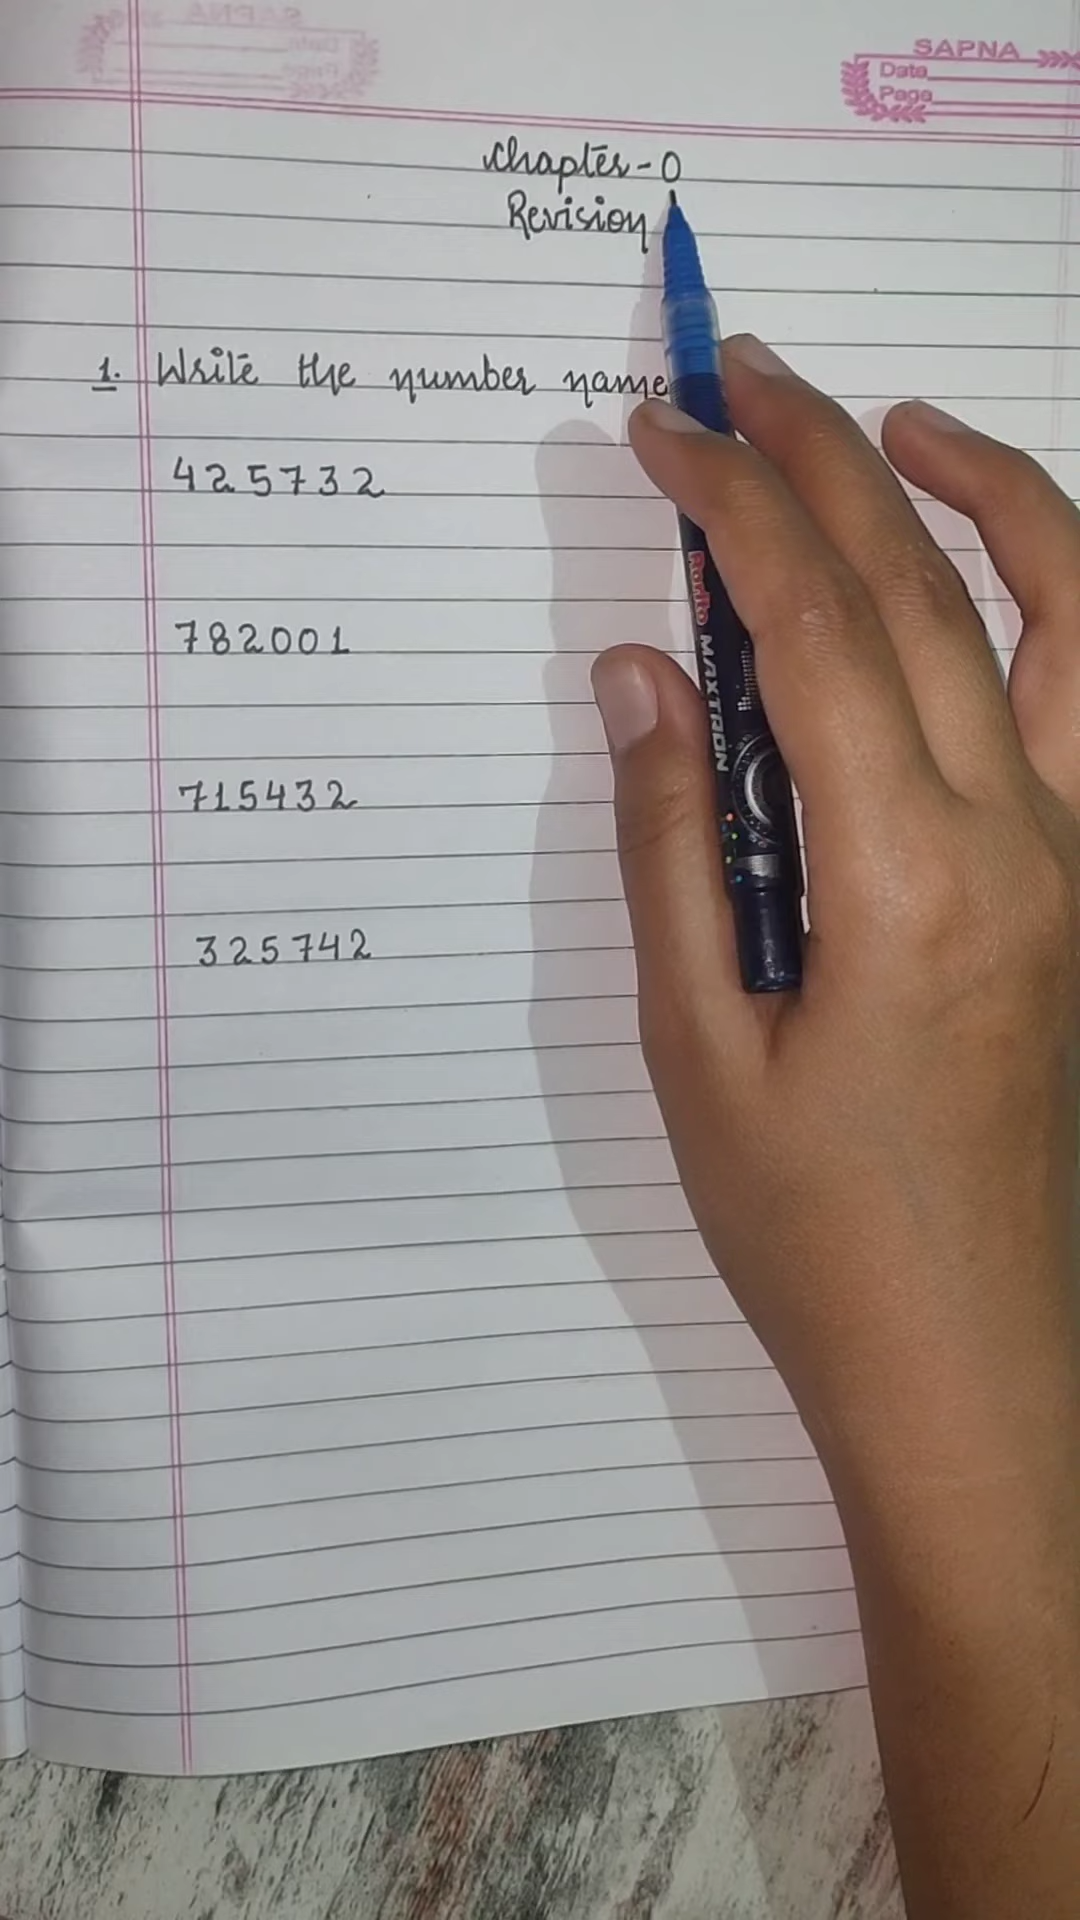 SAPNA
Date
Page
Chapter-0
Revision
1. Write the number name
425732
782001
715432
325742
Rorito MAXTRON